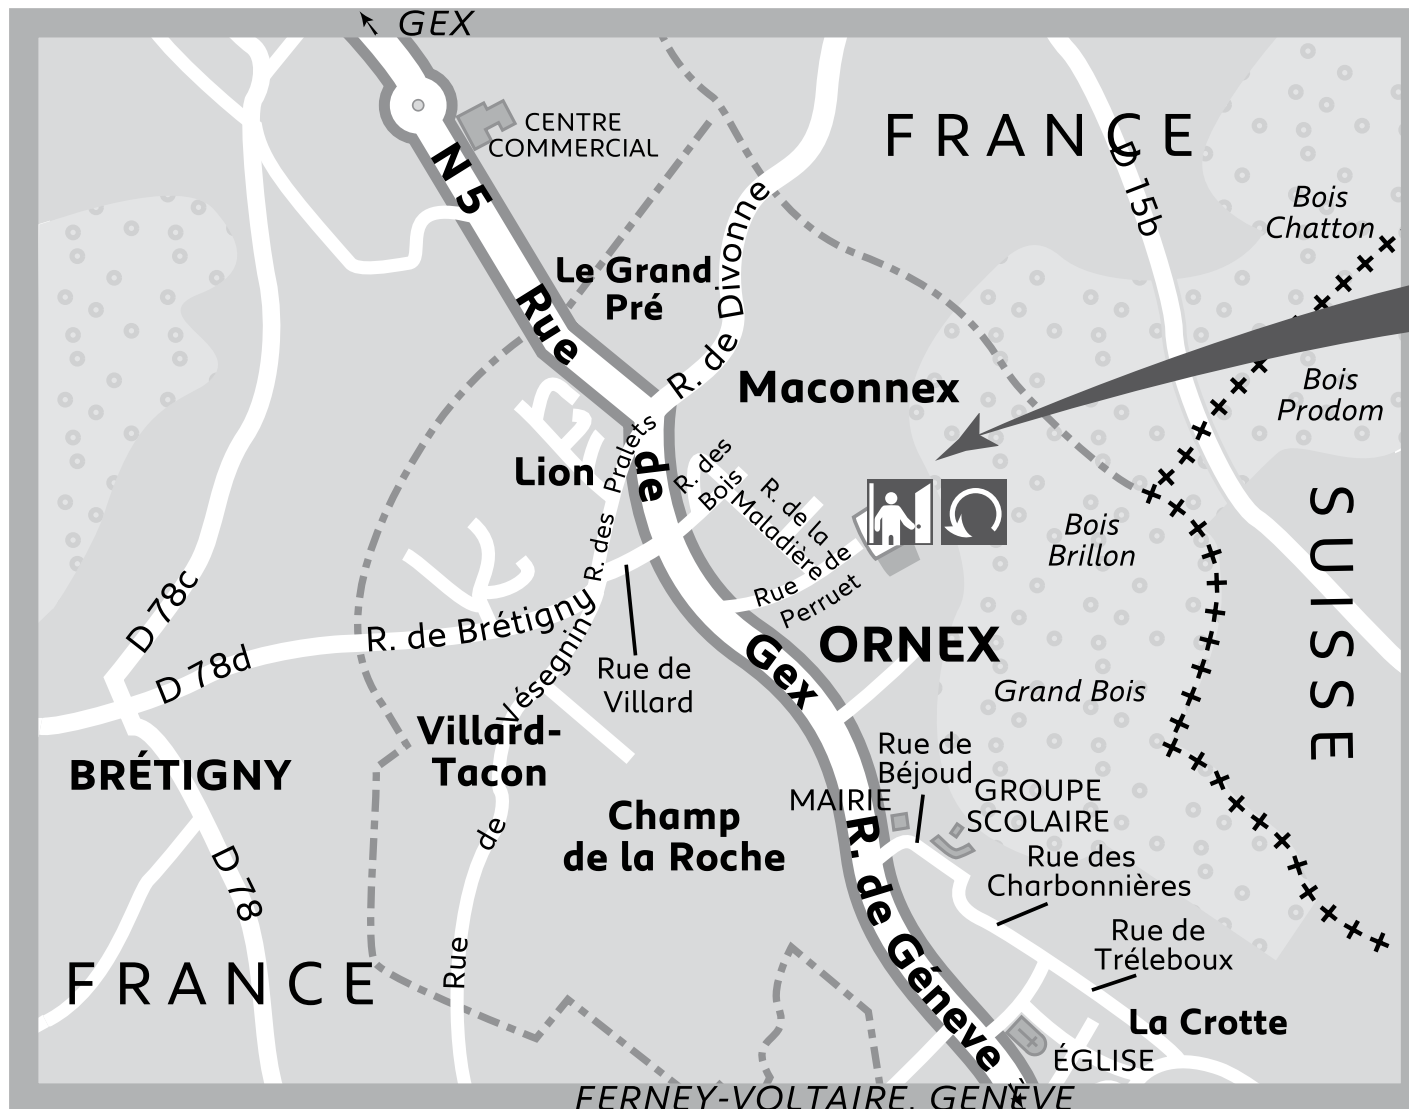 GEX
CENTRE
COMMERCIAL
FRANCE
N 5
D 15b
Bois
Chatton
R. de Divonne
Le Grand
Pré
Rue
de
Gex
Maconnex
Bois
Prodom
Lion
R. des Pralets
R. des
Bois
R. de la
Maladière
Rue de
Perruet
Bois
Brillon
SUISSE
D 78c
D 78d
R. de Brétigny
ORNEX
Rue de
Villard
Grand Bois
Rue de Vésegnin
Villard-
Tacon
BRÉTIGNY
Rue de
Béjoud
MAIRIE
GROUPE
SCOLAIRE
Champ
de la Roche
R. de Géneve
Rue des
Charbonnières
D 78
Rue de
Tréleboux
FRANCE
La Crotte
ÉGLISE
FERNEY-VOLTAIRE, GENÈVE